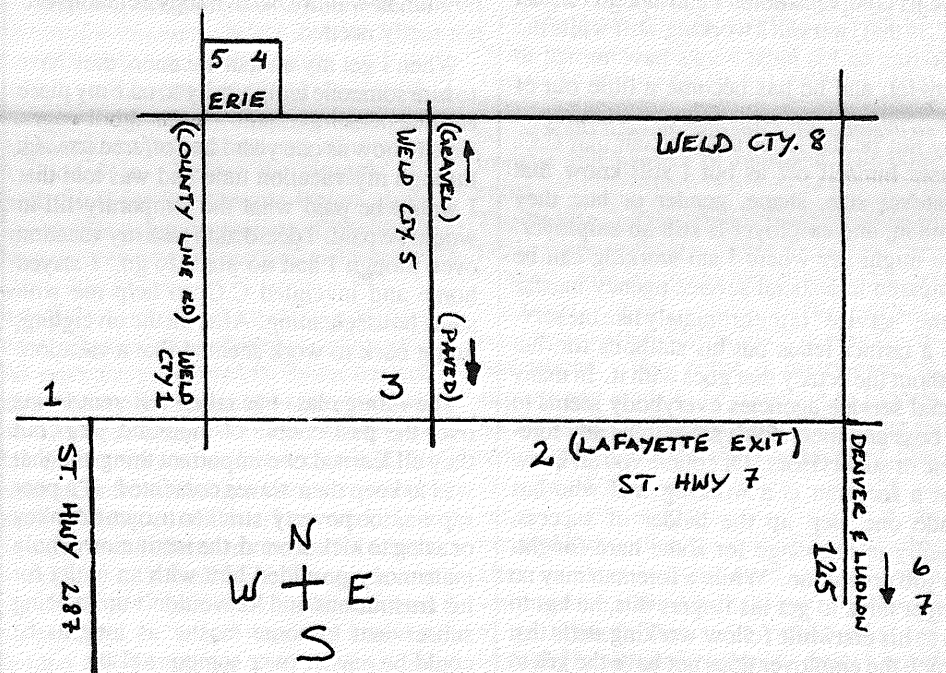 5 4
ERIE
WELD CTY. 8
(COUNTY LINE RD)
WELD CTY 1
WELD CTY 5
(GRAVEL)
(PAVED)
1
3
2 (LAFAYETTE EXIT)
ST. HWY 7
ST. HWY 287
DENVER & LUDLOW
I25
6
7
N
W E
S